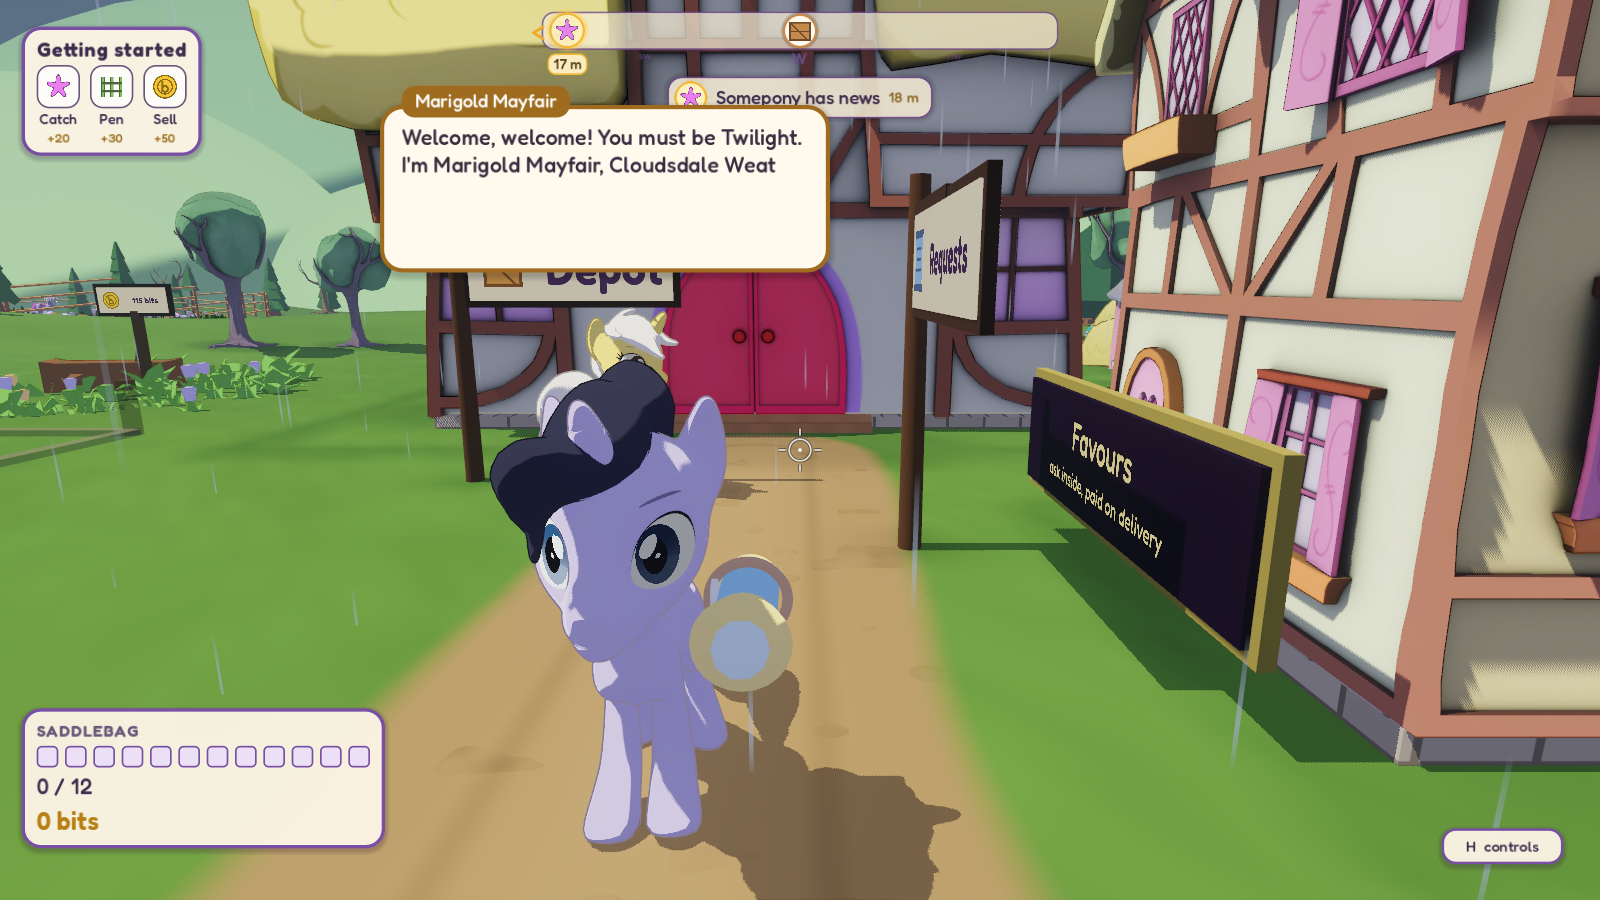 Getting started
Catch
Pen
Sell
+20
+30
+50
17 m
Somepony has news 18 m
Marigold Mayfair
Welcome, welcome! You must be Twilight.
I'm Marigold Mayfair, Cloudsdale Weat
Depot
115 bits
Requests
Favours
ask inside, paid on delivery
SADDLEBAG
0 / 12
0 bits
H controls